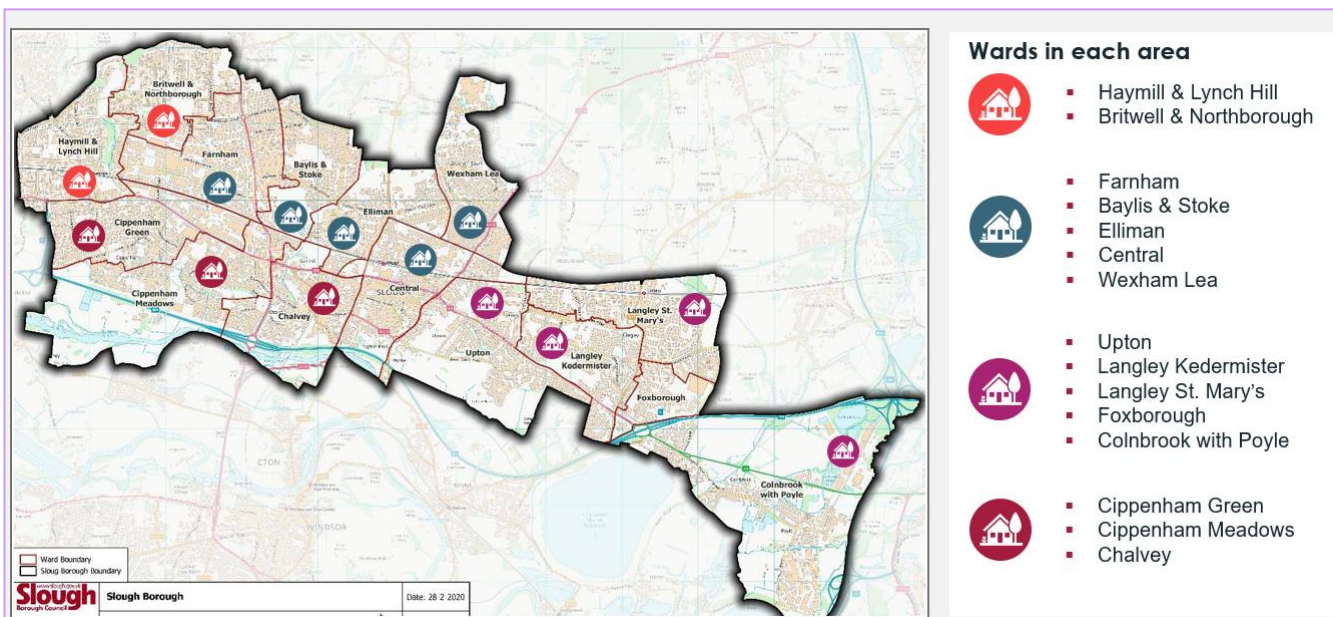 Wards in each area
Haymill & Lynch Hill
Britwell & Northborough
Farnham
Baylis & Stoke
Elliman
Central
Wexham Lea
Upton
Langley Kedermister
Langley St. Mary's
Foxborough
Colnbrook with Poyle
Cippenham Green
Cippenham Meadows
Chalvey
Britwell &
Northborough
Haymill &
Lynch Hill
Farnham
Baylis &
Stoke
Wexham Lea
Elliman
Cippenham
Green
Central
SLOUGH
Cippenham
Meadows
Chalvey
Langley St.
Mary's
Upton
Langley
Kedermister
Foxborough
Colnbrook
with Poyle
ETON
WINDSOR
Ward Boundary
Sloug Borough Boundary
Slough
Borough Council
Slough Borough
Date: 28 2 2020